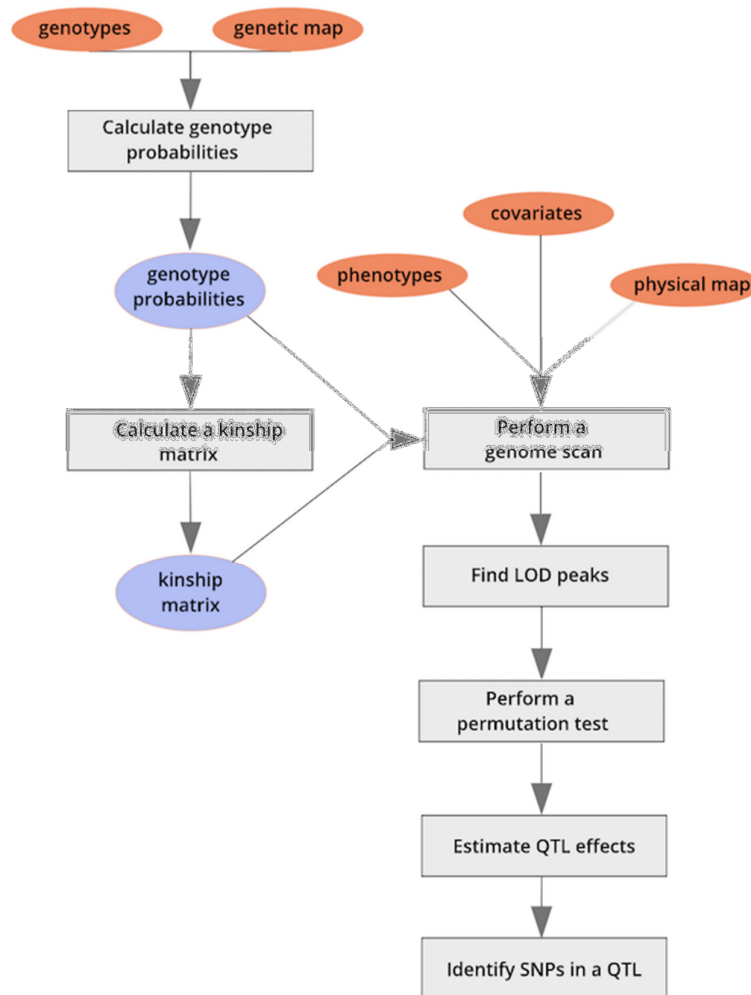 genotypes
genetic map
Calculate genotype
probabilities
covariates
genotype
probabilities
phenotypes
physical map
Calculate a kinship
matrix
Perform a
genome scan
kinship
matrix
Find LOD peaks
Perform a
permutation test
Estimate QTL effects
Identify SNPs in a QTL